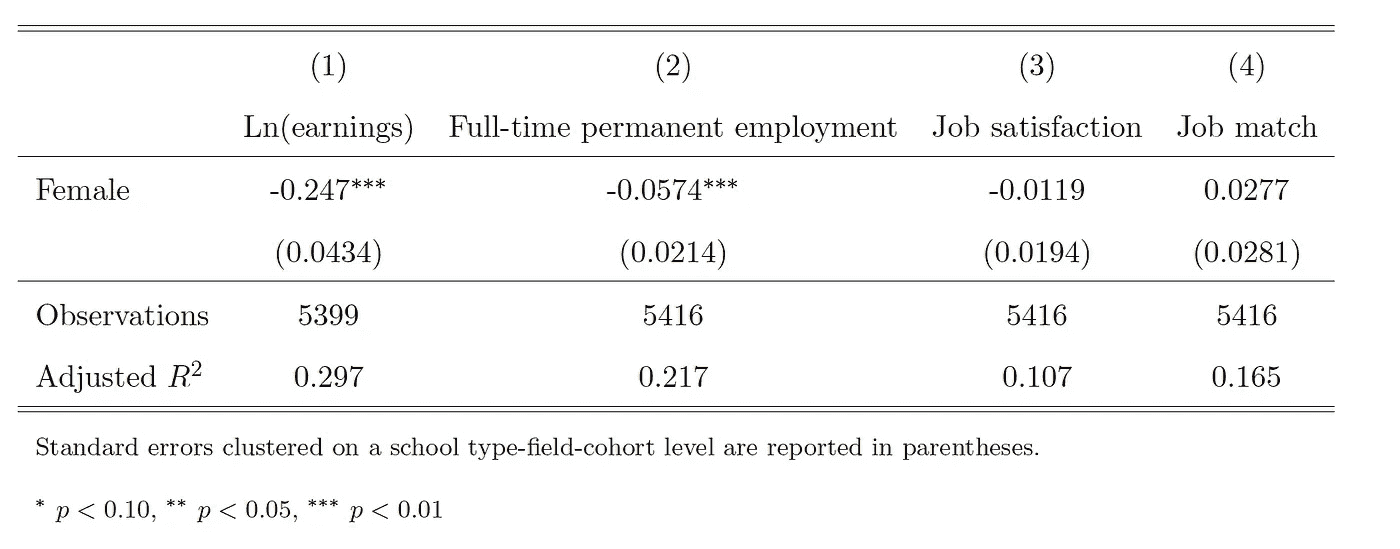 (1) (2) (3) (4)
Ln(earnings) Full-time permanent employment Job satisfaction Job match
Female -0.247*** -0.0574*** -0.0119 0.0277
(0.0434) (0.0214) (0.0194) (0.0281)
Observations 5399 5416 5416 5416
Adjusted R² 0.297 0.217 0.107 0.165
Standard errors clustered on a school type-field-cohort level are reported in parentheses.
* p < 0.10, ** p < 0.05, *** p < 0.01